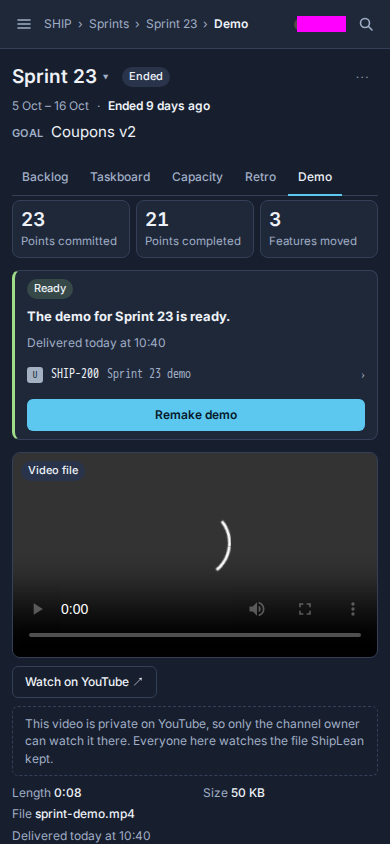 SHIP › Sprints › Sprint 23 › Demo
Sprint 23 ▾ Ended ...
5 Oct – 16 Oct · Ended 9 days ago
GOAL Coupons v2
Backlog Taskboard Capacity Retro Demo
23 21 3
Points committed Points completed Features moved
Ready
The demo for Sprint 23 is ready.
Delivered today at 10:40
U SHIP-200 Sprint 23 demo ›
Remake demo
Video file
0:00
Watch on YouTube ↗
This video is private on YouTube, so only the channel owner
can watch it there. Everyone here watches the file ShipLean
kept.
Length 0:08 Size 50 KB
File sprint-demo.mp4
Delivered today at 10:40